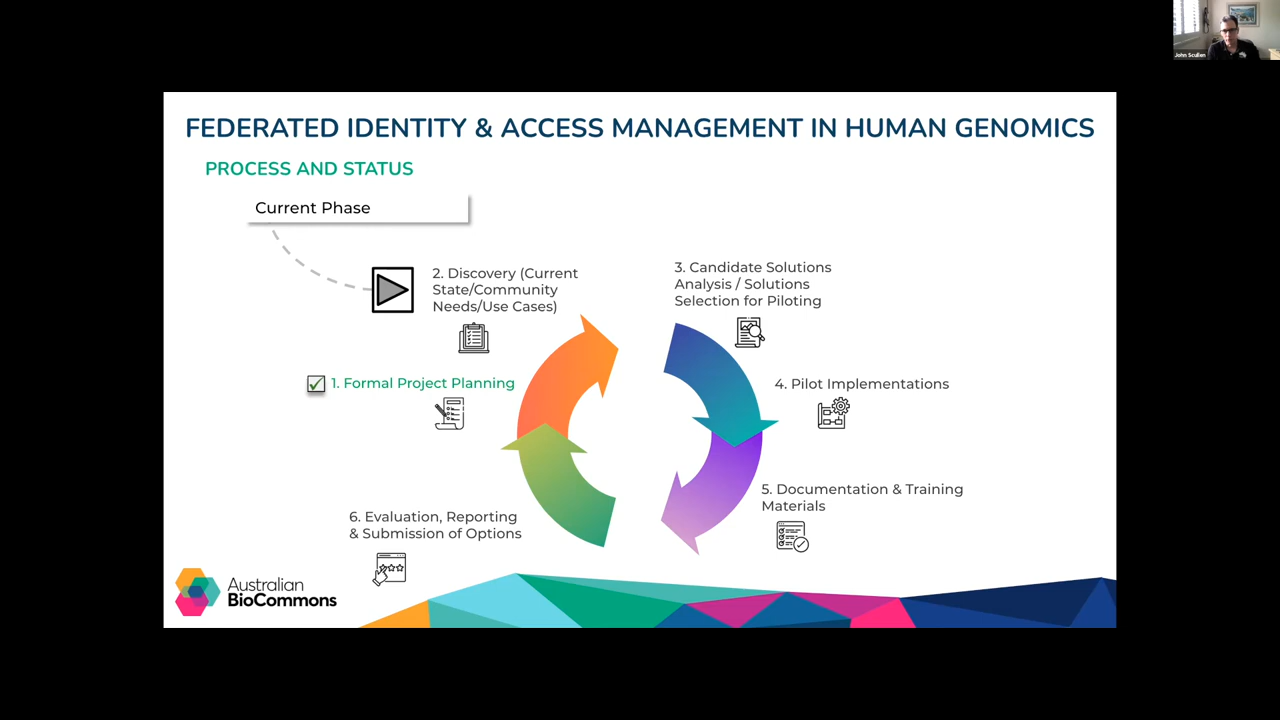 John Scullen
FEDERATED IDENTITY & ACCESS MANAGEMENT IN HUMAN GENOMICS
PROCESS AND STATUS
Current Phase
2. Discovery (Current
State/Community
Needs/Use Cases)
3. Candidate Solutions
Analysis / Solutions
Selection for Piloting
1. Formal Project Planning
4. Pilot Implementations
5. Documentation & Training
Materials
6. Evaluation, Reporting
& Submission of Options
Australian
BioCommons